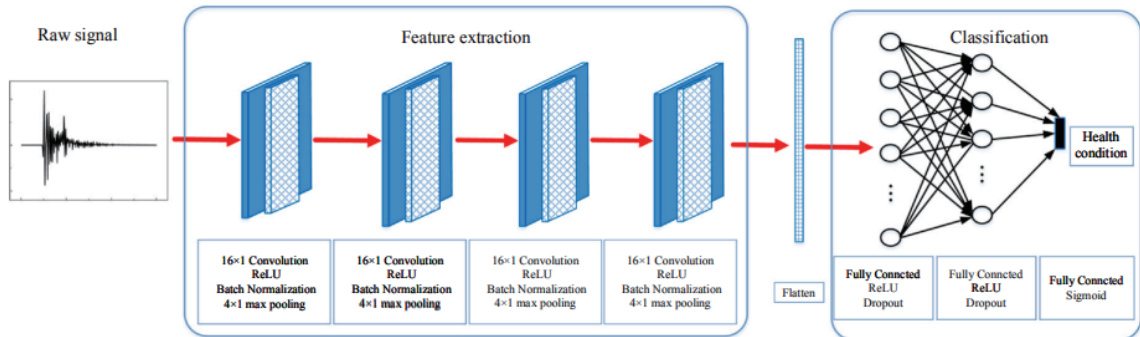 Raw signal
Feature extraction
Classification
Health
condition
16×1 Convolution
ReLU
Batch Normalization
4×1 max pooling
16×1 Convolution
ReLU
Batch Normalization
4×1 max pooling
16×1 Convolution
ReLU
Batch Normalization
4×1 max pooling
16×1 Convolution
ReLU
Batch Normalization
4×1 max pooling
Flatten
Fully Conncted
ReLU
Dropout
Fully Conncted
ReLU
Dropout
Fully Conncted
Sigmoid